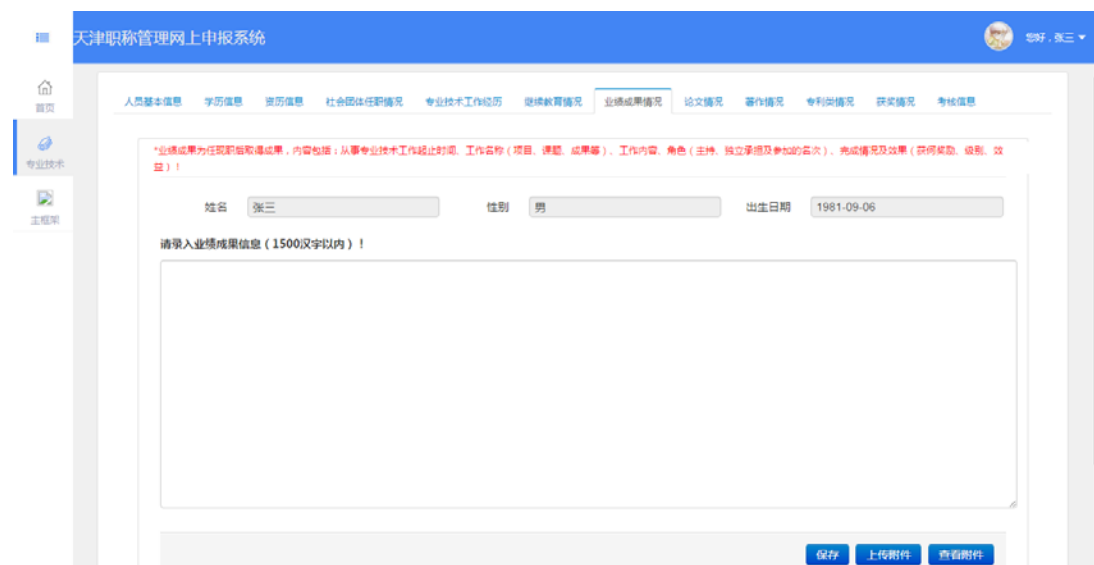 天津职称管理网上申报系统
您好，张三
首页
专业技术
主框架
人员基本信息 学历信息 资历信息 社会团体任职情况 专业技术工作经历 继续教育情况 业绩成果情况 论文情况 著作情况 专利类情况 获奖情况 考核信息
*业绩成果为任现职后取得成果，内容包括：从事专业技术工作起止时间、工作名称（项目、课题、成果等）、工作内容、角色（主持、独立承担及参加的名次）、完成情况及效果（获何奖励、级别、效
益）！
姓名 张三 性别 男 出生日期 1981-09-06
请录入业绩成果信息（1500汉字以内）！
保存 上传附件 查看附件